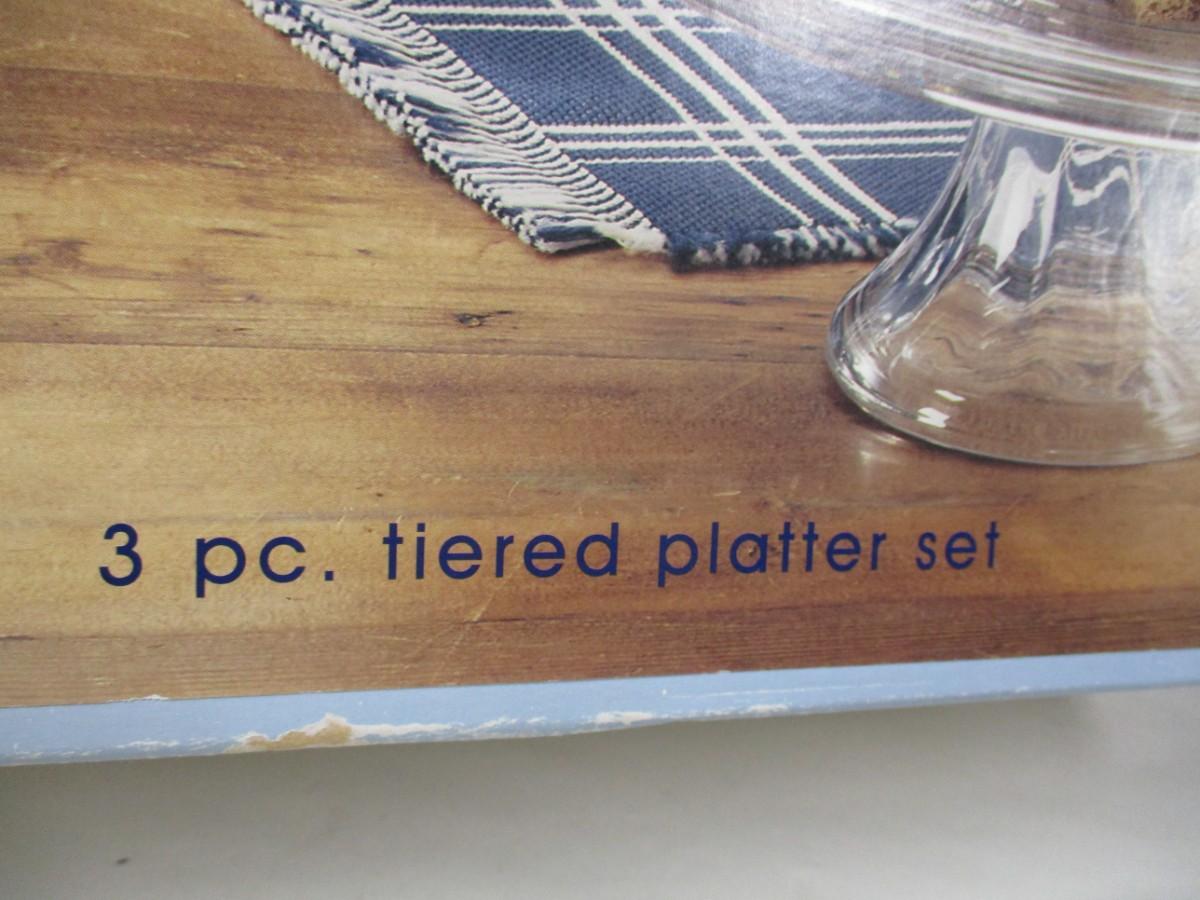 3 pc. tiered platter set